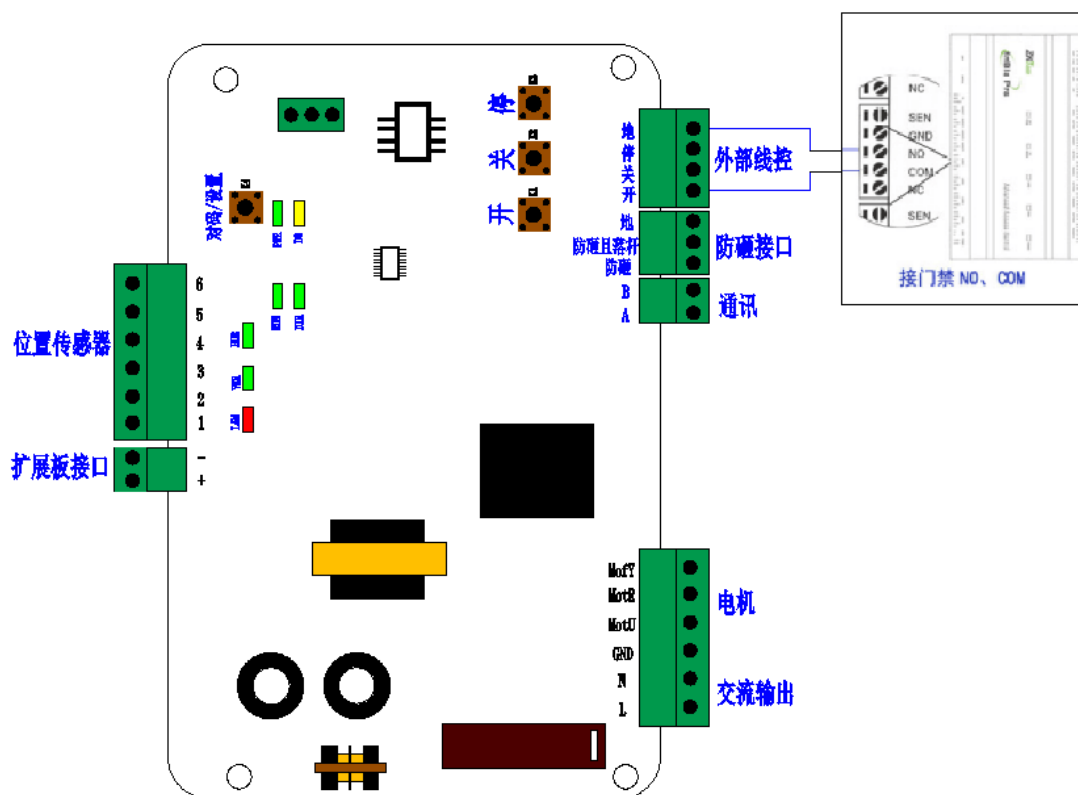 停
关
开
对码/设置
地
停
关
开
外部线控
地
防砸且落杆
防砸
防砸接口
B
A
通讯
6
5
4
3
2
1
位置传感器
-
+
扩展板接口
MofY
MotR
MotU
GND
N
L
电机
交流输出
NC
SEN
GND
NO
COM
NC
SEN
接门禁 NO、COM